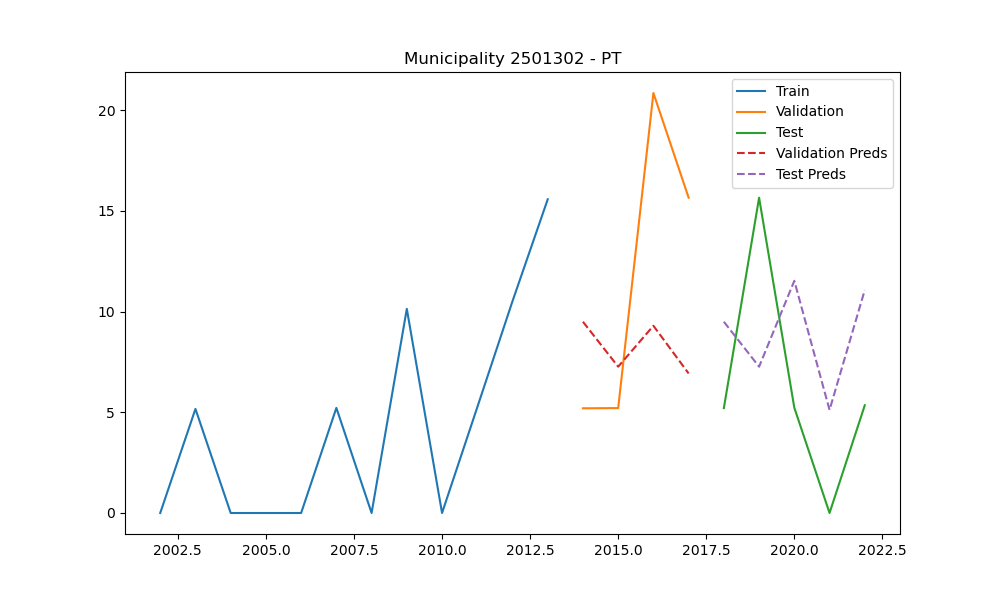 Municipality 2501302 - PT
Train
Validation
Test
Validation Preds
Test Preds
20
15
10
5
0
2002.5 2005.0 2007.5 2010.0 2012.5 2015.0 2017.5 2020.0 2022.5